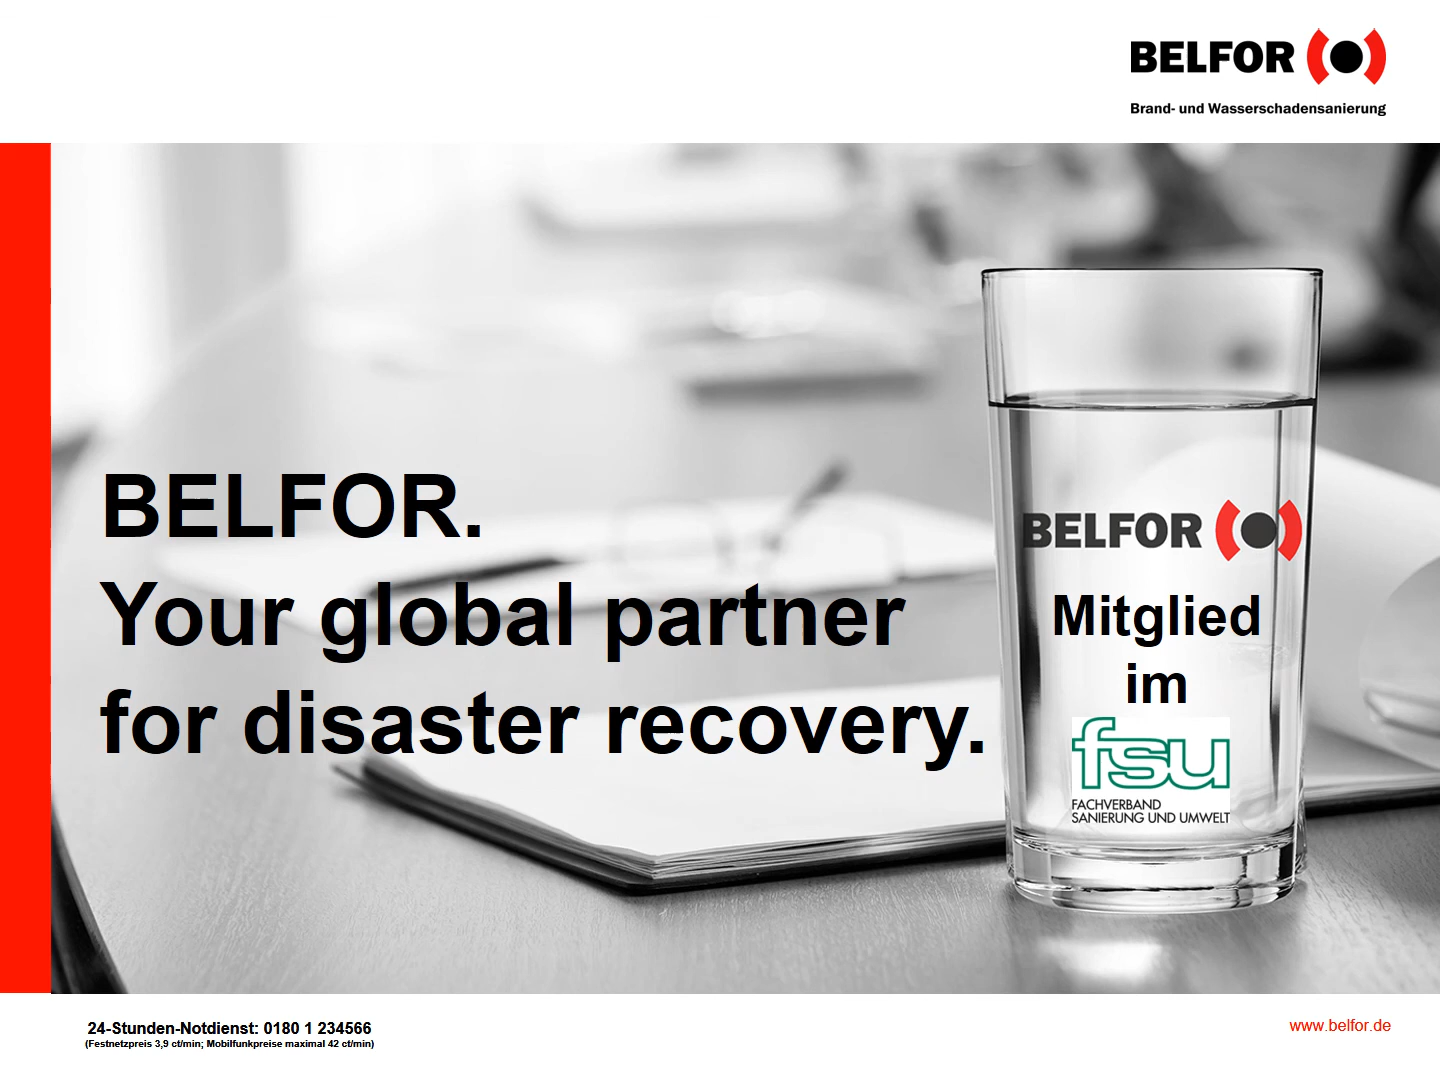 BELFOR
Brand- und Wasserschadensanierung
BELFOR.
Your global partner
for disaster recovery.
BELFOR
Mitglied
im
fsu
FACHVERBAND
SANIERUNG UND UMWELT
24-Stunden-Notdienst: 0180 1 234566
(Festnetzpreis 3,9 ct/min; Mobilfunkpreise maximal 42 ct/min)
www.belfor.de